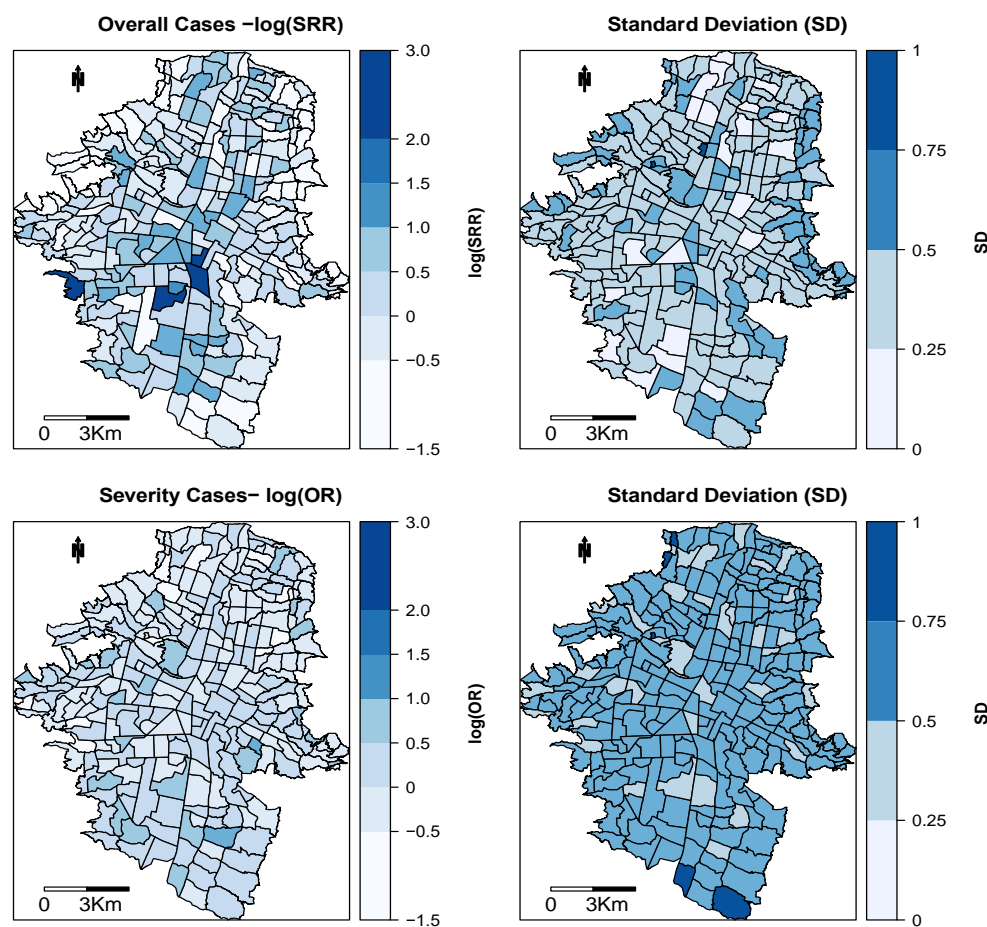 Overall Cases −log(SRR)
N
0 3Km
3.0
2.0
1.5
1.0
0.5
0
−0.5
−1.5
log(SRR)
Standard Deviation (SD)
N
0 3Km
1
0.75
0.5
0.25
0
SD
Severity Cases− log(OR)
N
0 3Km
3.0
2.0
1.5
1.0
0.5
0
−0.5
−1.5
log(OR)
Standard Deviation (SD)
N
0 3Km
1
0.75
0.5
0.25
0
SD